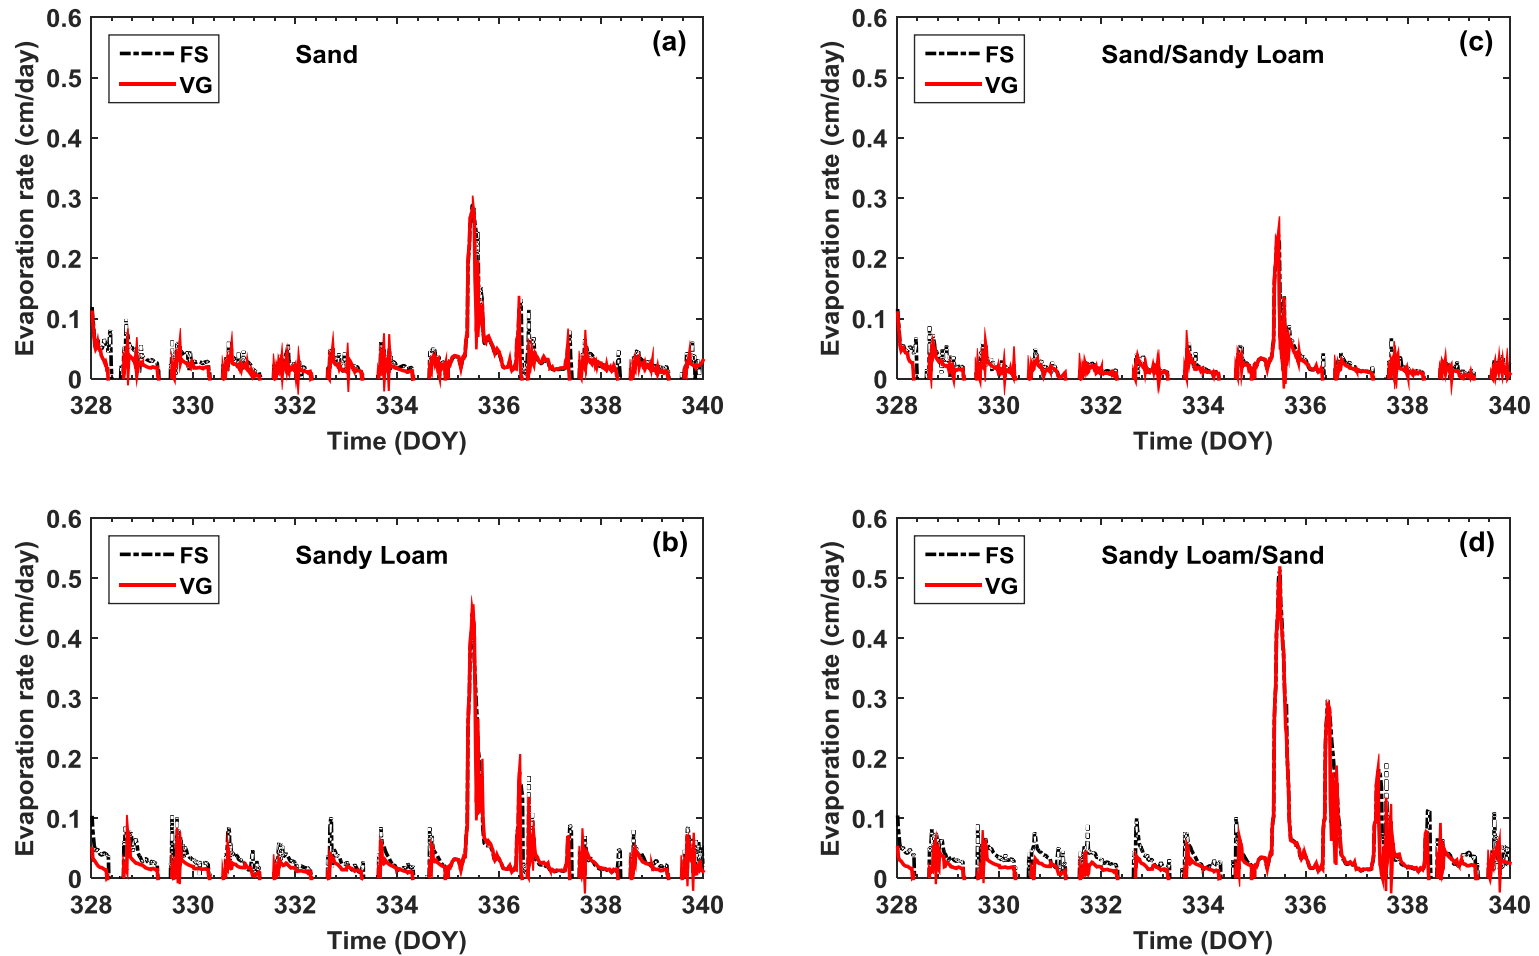 (a)
Sand
FS
VG
Evaporation rate (cm/day)
0.6
0.5
0.4
0.3
0.2
0.1
0
328 330 332 334 336 338 340
Time (DOY)
(c)
Sand/Sandy Loam
FS
VG
Evaporation rate (cm/day)
0.6
0.5
0.4
0.3
0.2
0.1
0
328 330 332 334 336 338 340
Time (DOY)
(b)
Sandy Loam
FS
VG
Evaporation rate (cm/day)
0.6
0.5
0.4
0.3
0.2
0.1
0
328 330 332 334 336 338 340
Time (DOY)
(d)
Sandy Loam/Sand
FS
VG
Evaporation rate (cm/day)
0.6
0.5
0.4
0.3
0.2
0.1
0
328 330 332 334 336 338 340
Time (DOY)